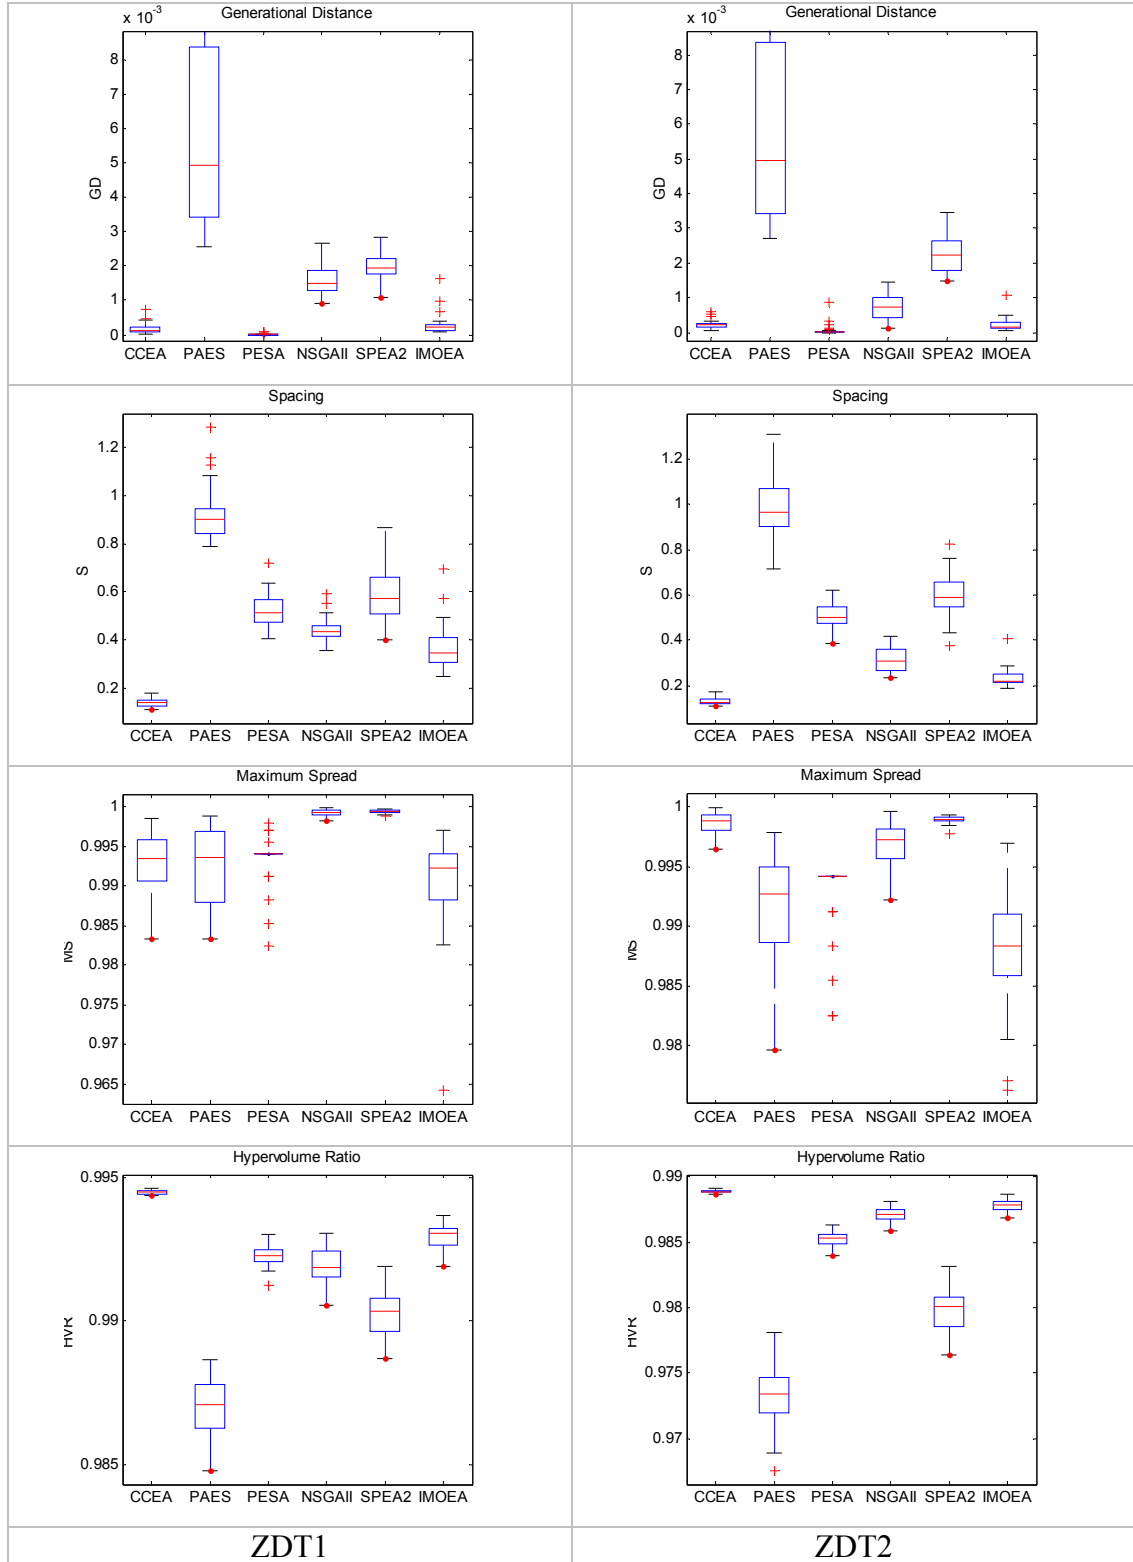 x 10^-3
Generational Distance
8
7
6
5
4
3
2
1
0
GD
CCEA PAES PESA NSGAII SPEA2 IMOEA
x 10^-3
Generational Distance
8
7
6
5
4
3
2
1
0
GD
CCEA PAES PESA NSGAII SPEA2 IMOEA
Spacing
1.2
1
0.8
0.6
0.4
0.2
S
CCEA PAES PESA NSGAII SPEA2 IMOEA
Spacing
1.2
1
0.8
0.6
0.4
0.2
S
CCEA PAES PESA NSGAII SPEA2 IMOEA
Maximum Spread
1
0.995
0.99
0.985
0.98
0.975
0.97
0.965
MS
CCEA PAES PESA NSGAII SPEA2 IMOEA
Maximum Spread
1
0.995
0.99
0.985
0.98
MS
CCEA PAES PESA NSGAII SPEA2 IMOEA
Hypervolume Ratio
0.995
0.99
0.985
HVR
CCEA PAES PESA NSGAII SPEA2 IMOEA
Hypervolume Ratio
0.99
0.985
0.98
0.975
0.97
HVR
CCEA PAES PESA NSGAII SPEA2 IMOEA
ZDT1
ZDT2